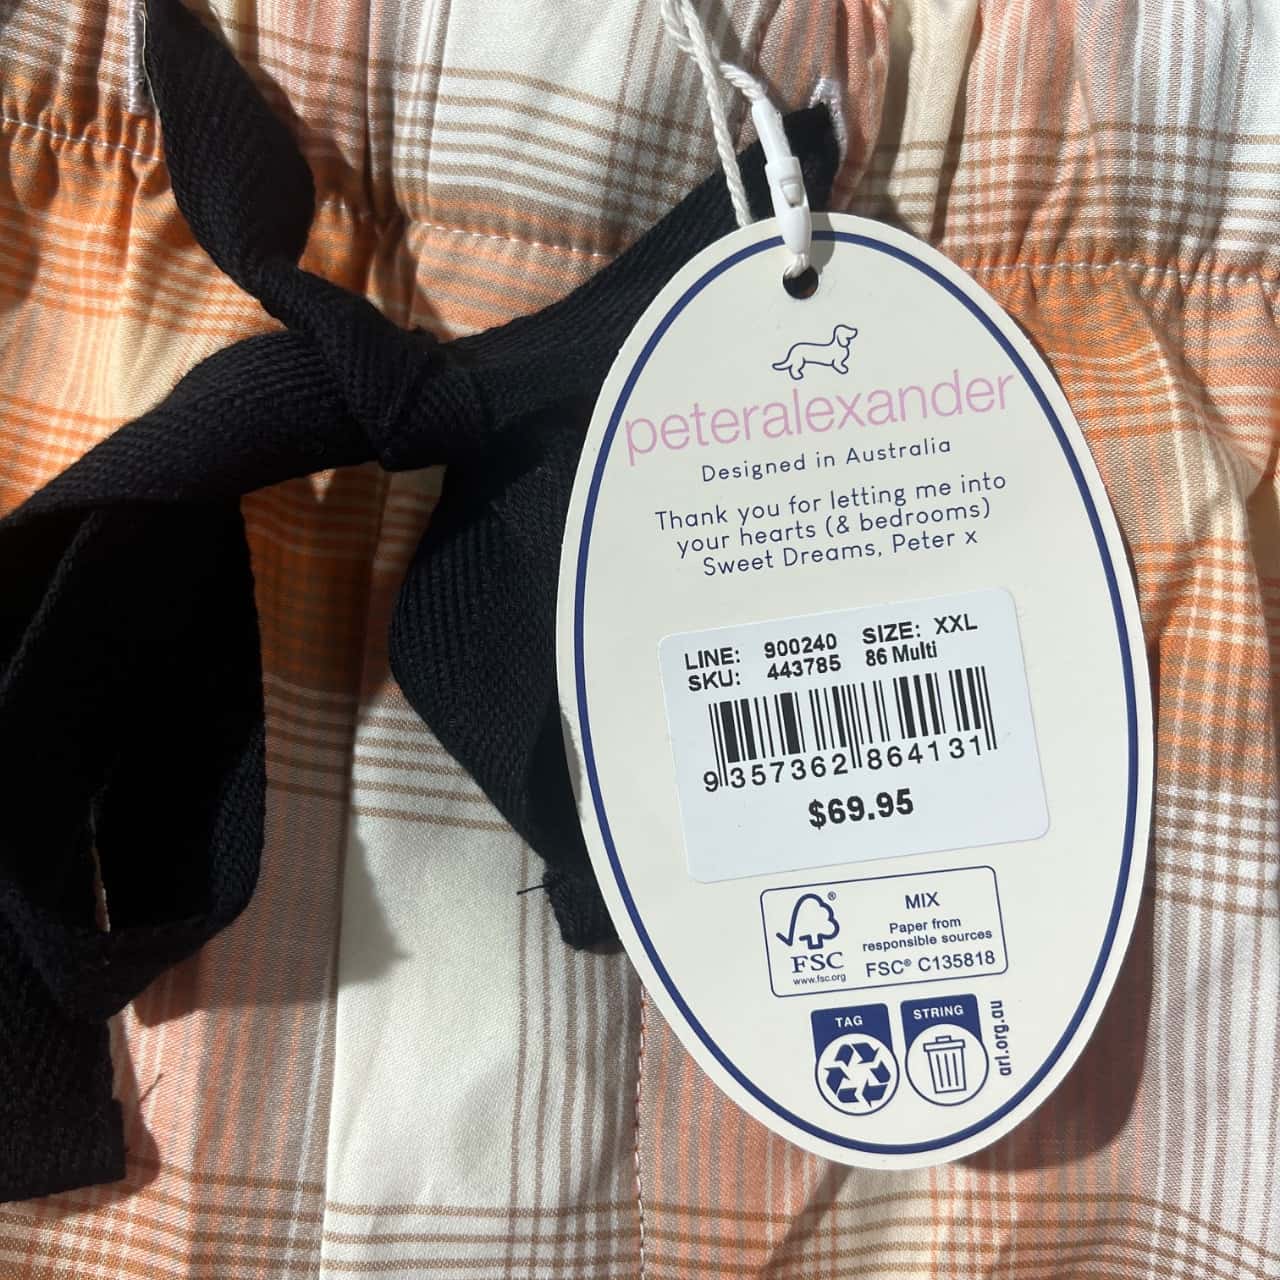 peteralexander
Designed in Australia
Thank you for letting me into
your hearts (& bedrooms)
Sweet Dreams, Peter x
LINE: 900240 SIZE: XXL
SKU: 443785 86 Multi
9 357362 864131
$69.95
MIX
Paper from
responsible sources
FSC® C135818
FSC
www.fsc.org
TAG
STRING
arl.org.au